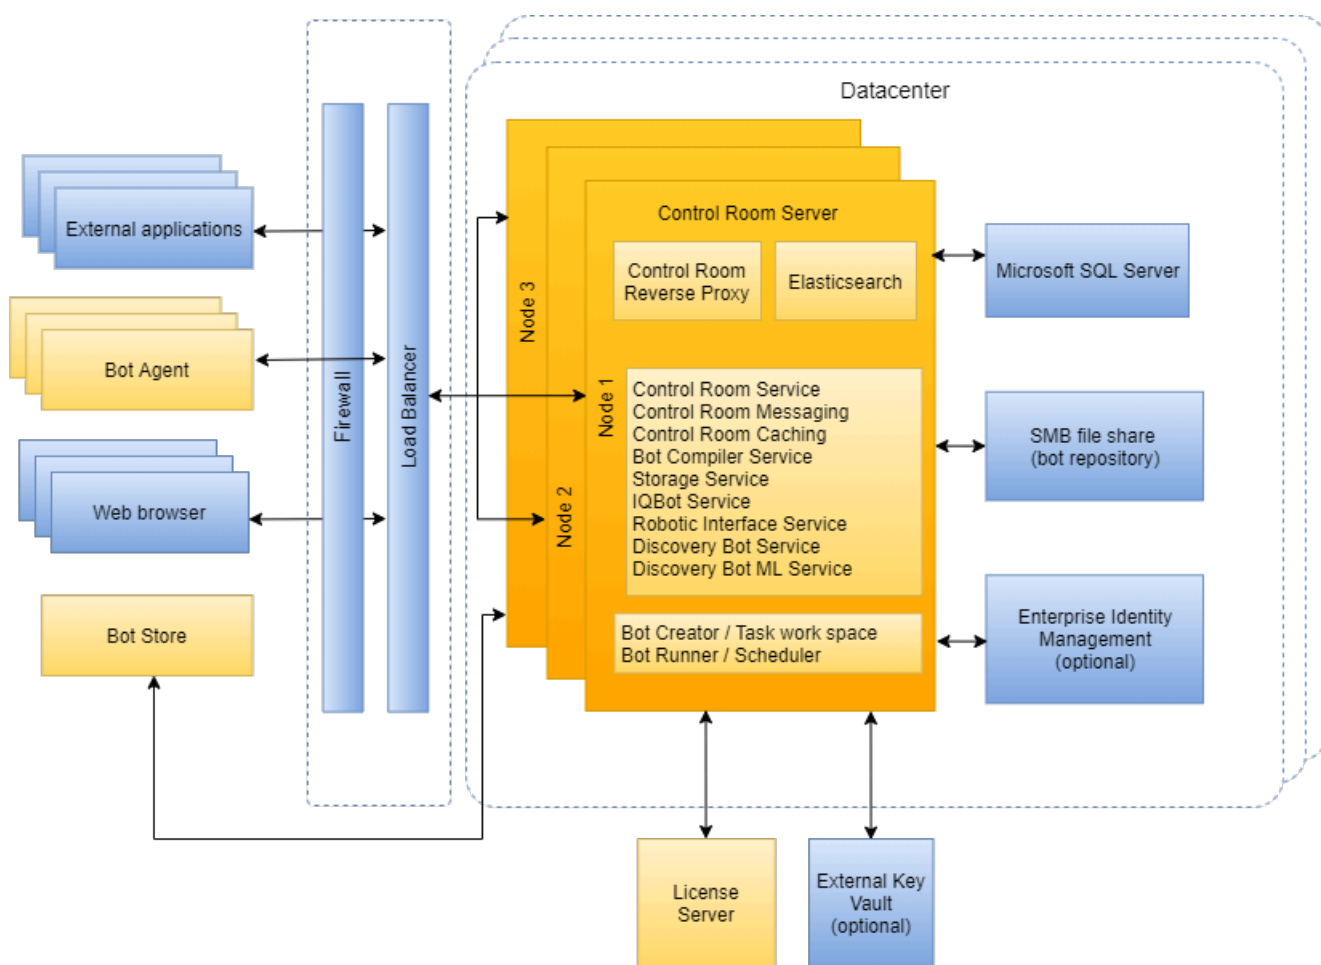 Datacenter
External applications
Bot Agent
Web browser
Bot Store
Firewall
Load Balancer
Node 3
Node 2
Node 1
Control Room Server
Control Room
Reverse Proxy
Elasticsearch
Control Room Service
Control Room Messaging
Control Room Caching
Bot Compiler Service
Storage Service
IQBot Service
Robotic Interface Service
Discovery Bot Service
Discovery Bot ML Service
Bot Creator / Task work space
Bot Runner / Scheduler
Microsoft SQL Server
SMB file share
(bot repository)
Enterprise Identity
Management
(optional)
License
Server
External Key
Vault
(optional)